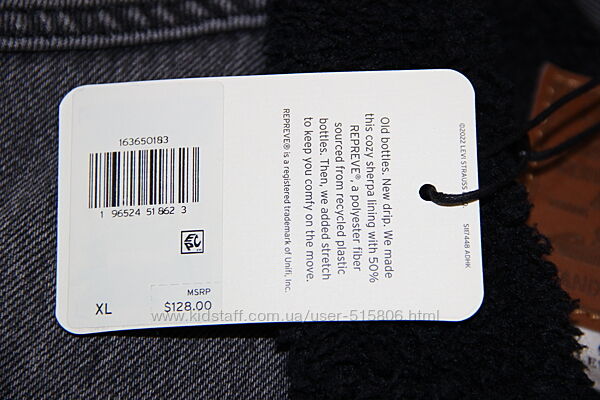 163650183
1 96524 51862 3
EPC
MSRP
XL
$128.00
Old bottles. New drip. We made
this cozy sherpa lining with 50%
REPREVE®, a polyester fiber
sourced from recycled plastic
bottles. Then, we added stretch
to keep you comfy on the move.
REPREVE® is a registered trademark of Unifi, Inc.
©2022 LEVI STRAUSS
www.kidstaff.com.ua/user-515806.html